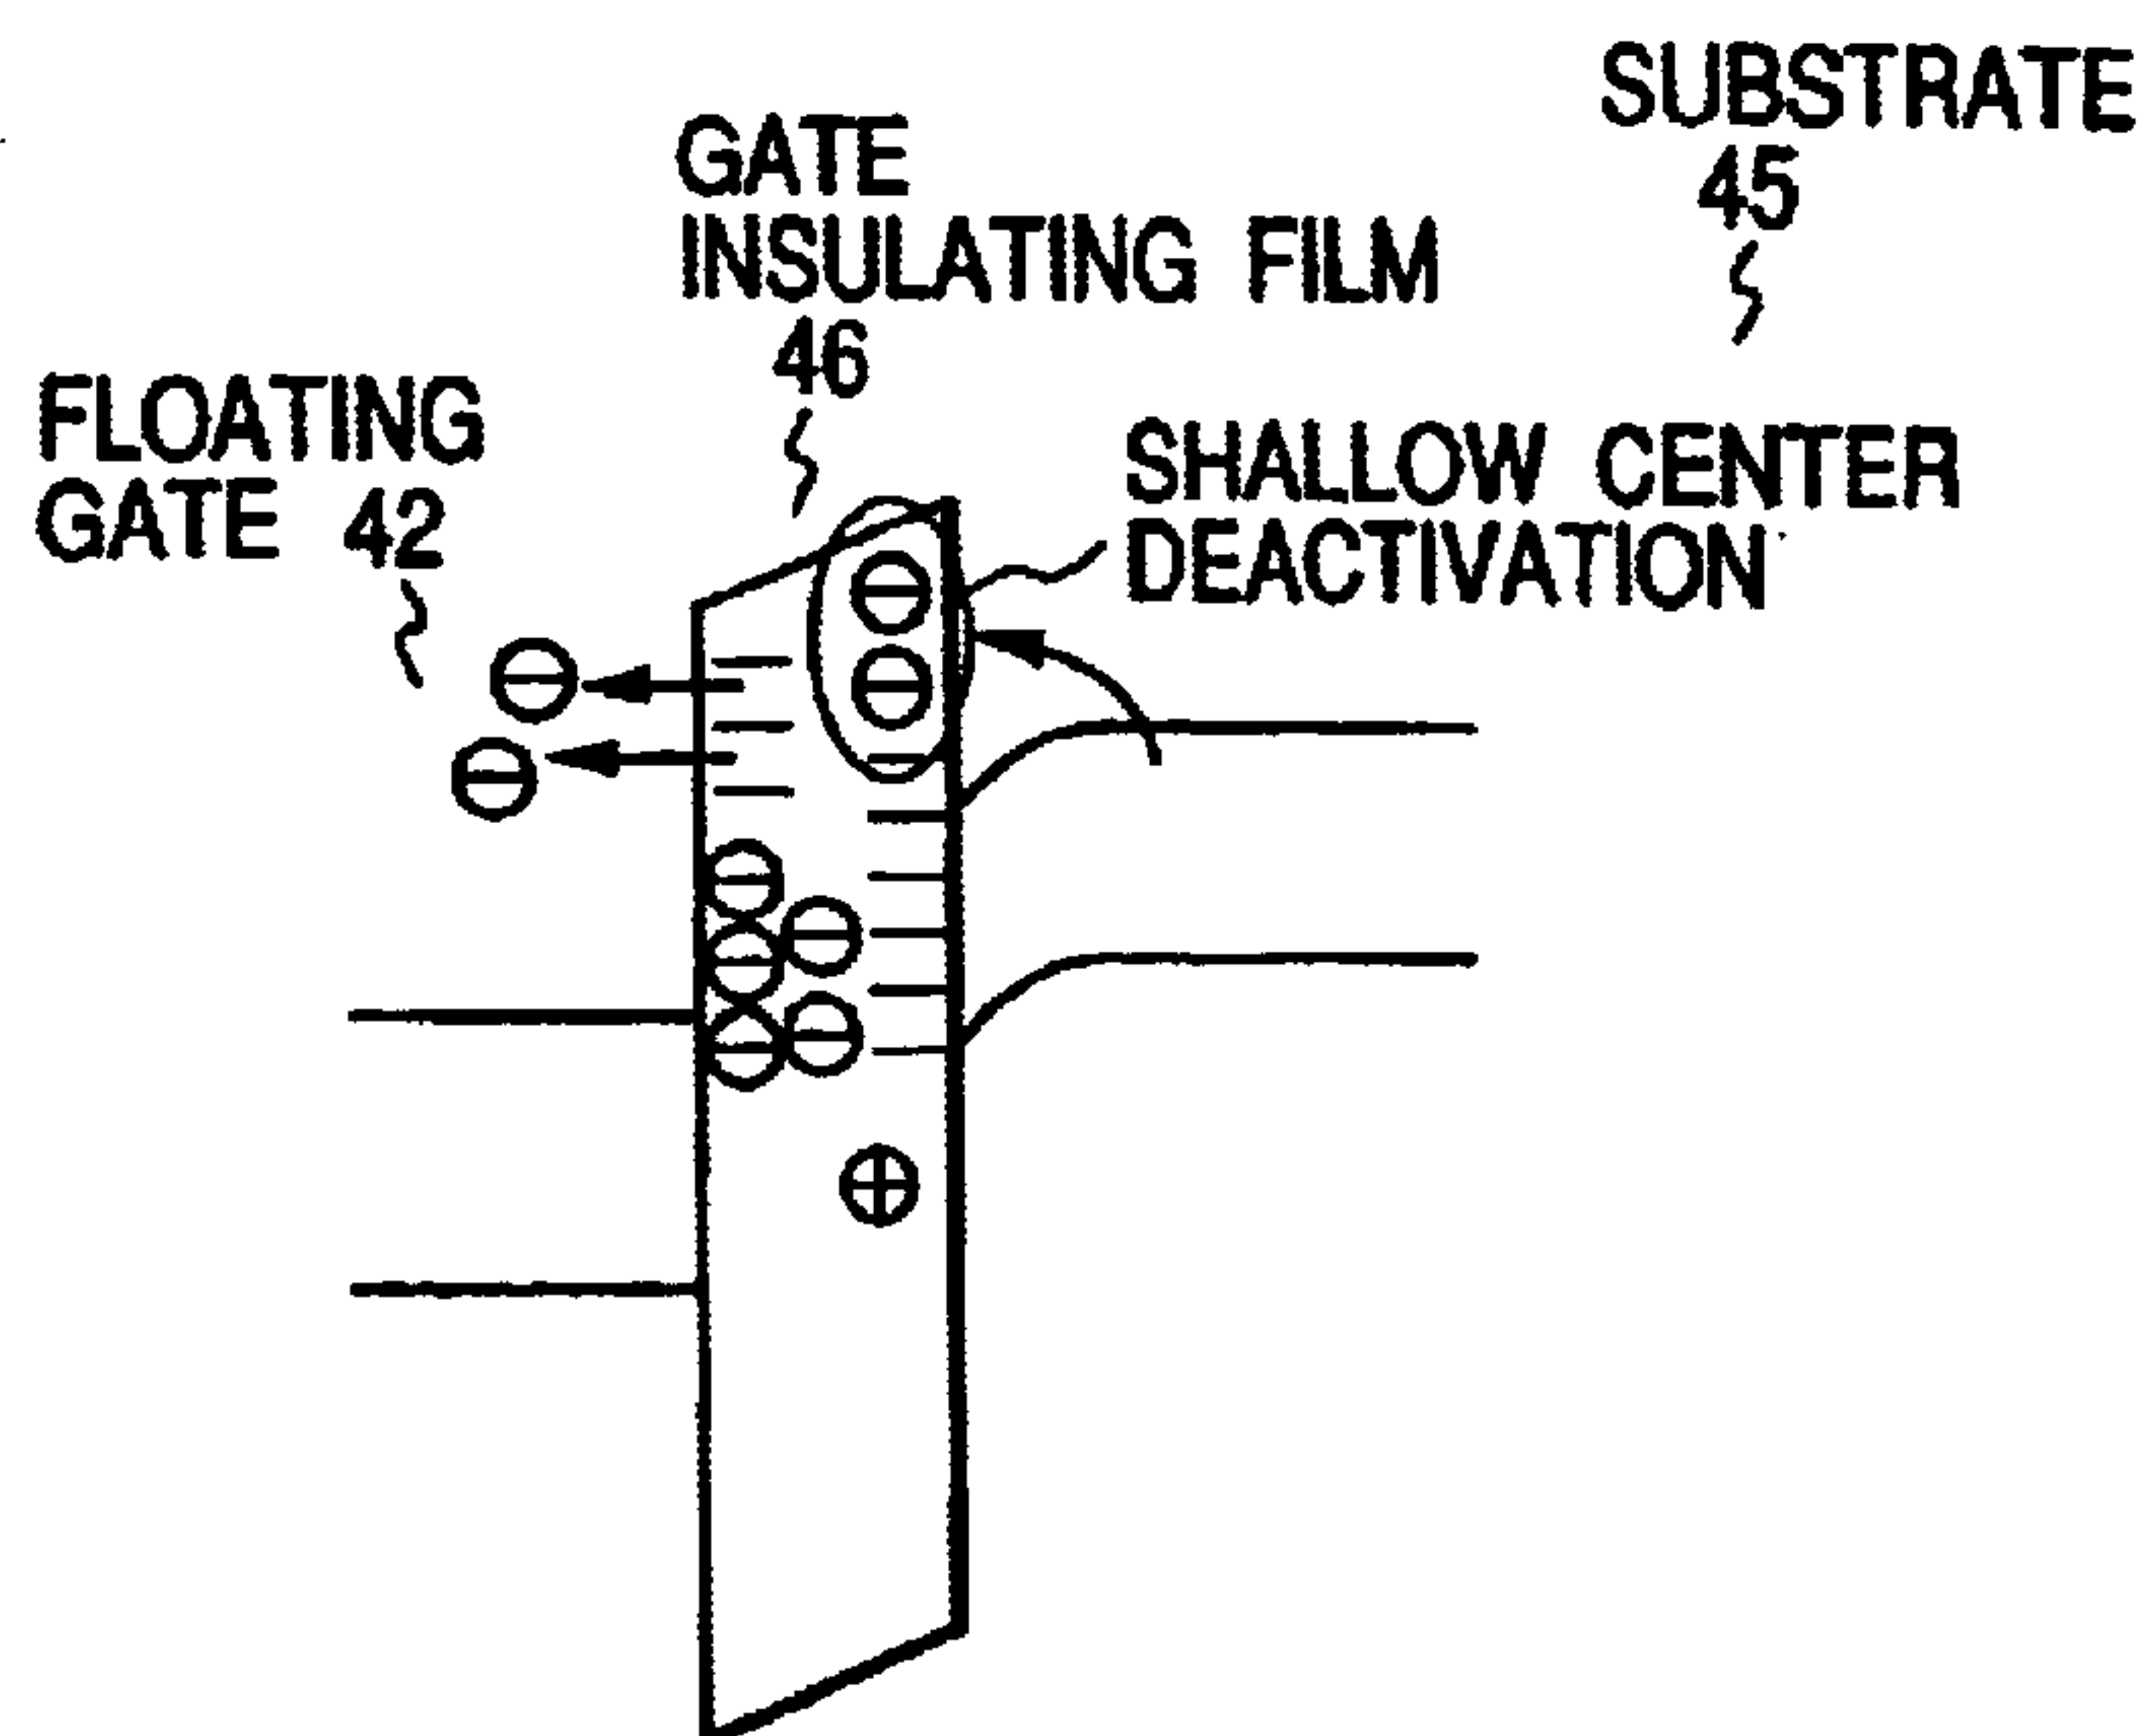 SUBSTRATE
45
GATE
INSULATING FILM
46
FLOATING
GATE 42
SHALLOW CENTER
DEACTIVATION